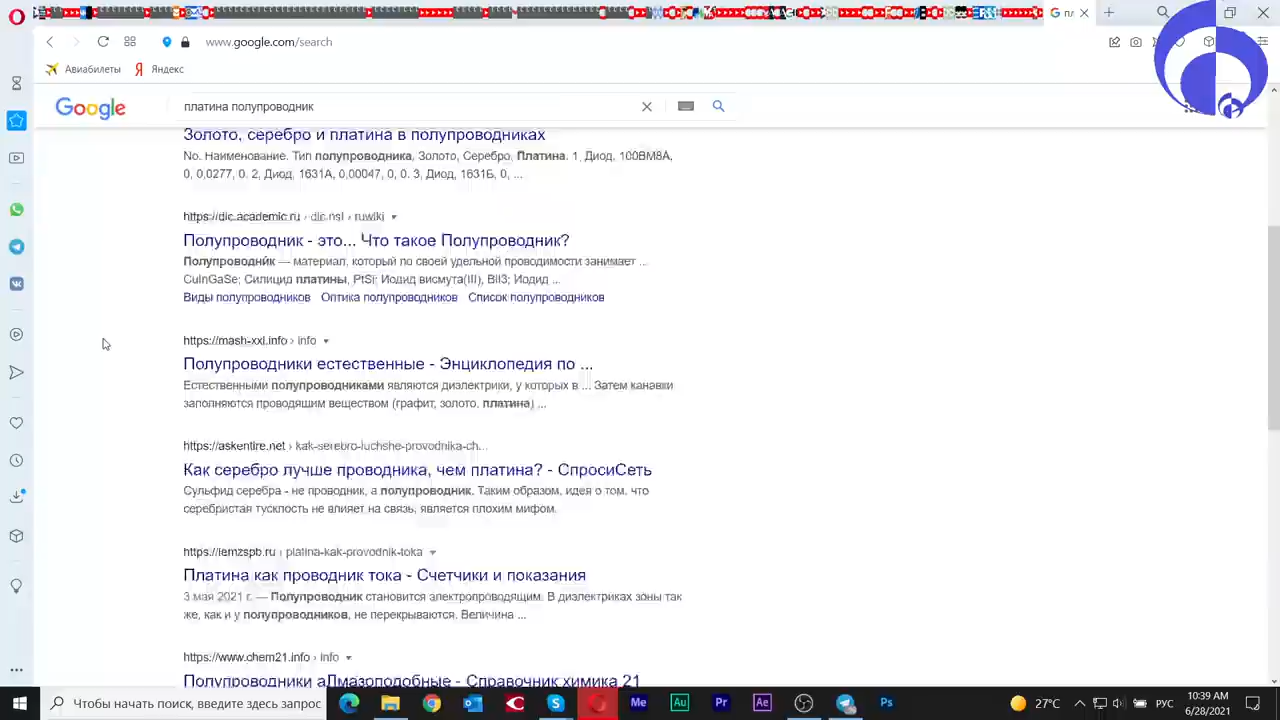 www.google.com/search
Авиабилеты
Яндекс
Google
платина полупроводник
Золото, серебро и платина в полупроводниках
No. Наименование. Тип полупроводника, Золото, Серебро, Платина. 1, Диод, 100BM8A,
0, 0,0277, 0. 2, Диод, 1631А, 0,00047, 0, 0. 3, Диод, 1631Б, 0, ...
https://dic.academic.ru › dic.nsf › ruwiki
Полупроводник - это... Что такое Полупроводник?
Полупроводни́к — материал, который по своей удельной проводимости занимает ...
CuInGaSe; Силицид платины, PtSi; Иодид висмута(III), BiI3; Иодид ...
Виды полупроводников Оптика полупроводников Список полупроводников
https://mash-xxl.info › info
Полупроводники естественные - Энциклопедия по ...
Естественными полупроводниками являются диэлектрики, у которых в ... Затем канавки
заполняются проводящим веществом (графит, золото, платина) ...
https://askentire.net › kak-serebro-luchshe-provodnika-ch...
Как серебро лучше проводника, чем платина? - СпросиСеть
Сульфид серебра - не проводник, а полупроводник. Таким образом, идея о том, что
серебристая тусклость не влияет на связь, является плохим мифом.
https://iemzspb.ru › platina-kak-provodnik-toka
Платина как проводник тока - Счетчики и показания
3 мая 2021 г. — Полупроводник становится электропроводящим. В диэлектриках зоны так
же, как и у полупроводников, не перекрываются. Величина ...
https://www.chem21.info › info
Полупроводники аЛмазоподобные - Справочник химика 21
Чтобы начать поиск, введите здесь запрос
Me
Au
Pr
Ae
Ps
27°C
РУС
10:39 AM
6/28/2021